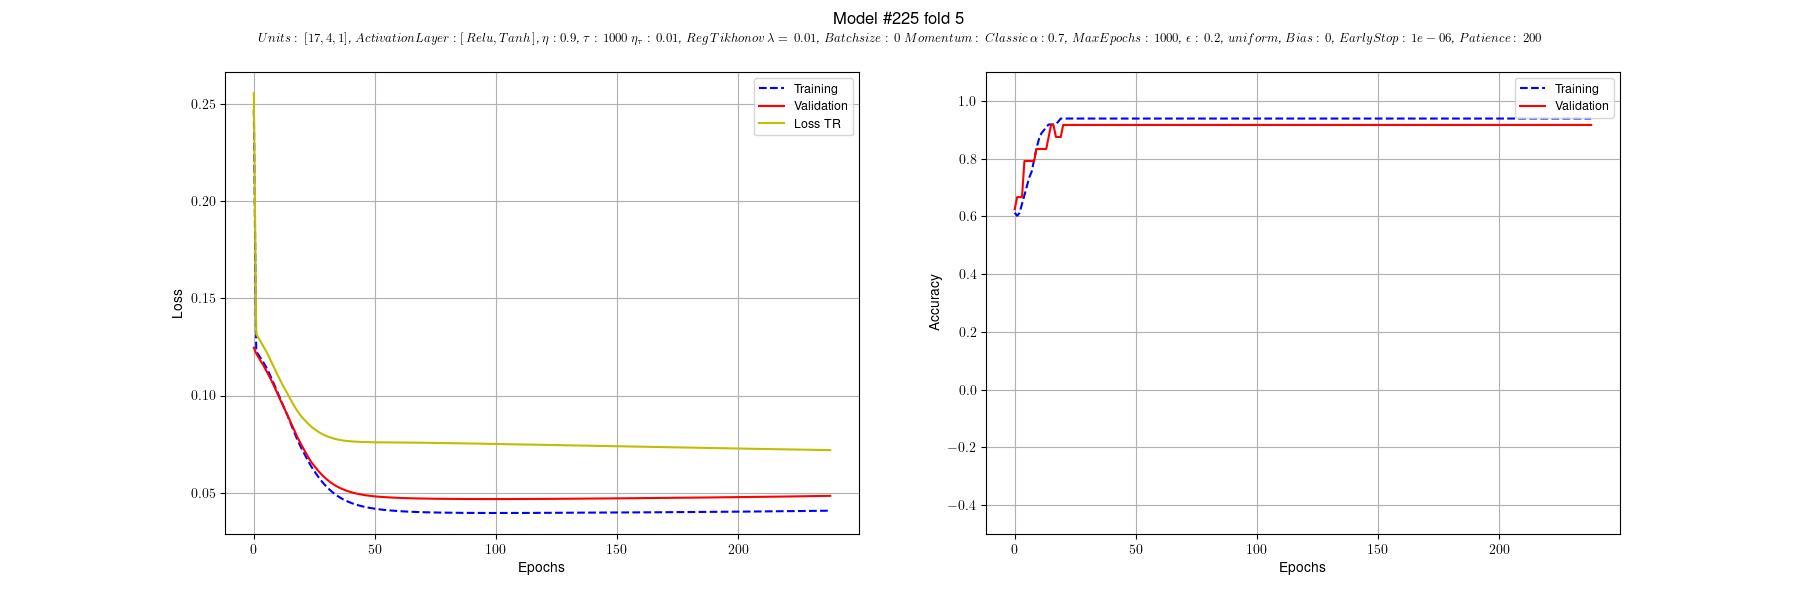 Model #225 fold 5
Units : [17, 4, 1], ActivationLayer : [Relu, Tanh], η : 0.9, τ : 1000 ητ : 0.01, RegTikhonov λ = 0.01, Batchsize : 0 Momentum : Classic α : 0.7, MaxEpochs : 1000, ϵ : 0.2, uniform, Bias : 0, EarlyStop : 1e − 06, Patience : 200
Training
Validation
Loss TR
0.25
0.20
0.15
0.10
0.05
Loss
0 50 100 150 200
Epochs
Training
Validation
1.0
0.8
0.6
0.4
0.2
0.0
−0.2
−0.4
Accuracy
0 50 100 150 200
Epochs